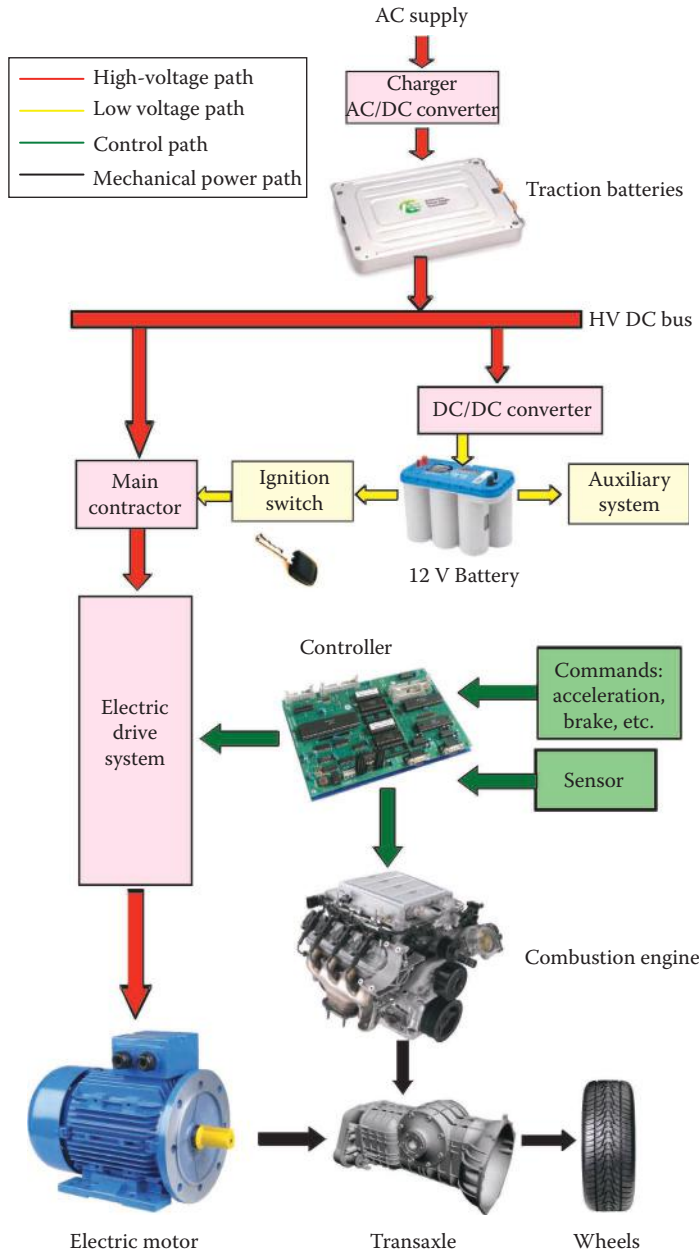 AC supply
High-voltage path
Low voltage path
Control path
Mechanical power path
Charger
AC/DC converter
Traction batteries
HV DC bus
DC/DC converter
Main
contractor
Ignition
switch
Auxiliary
system
12 V Battery
Controller
Commands:
acceleration,
brake, etc.
Electric
drive
system
Sensor
Combustion engine
Electric motor
Transaxle
Wheels